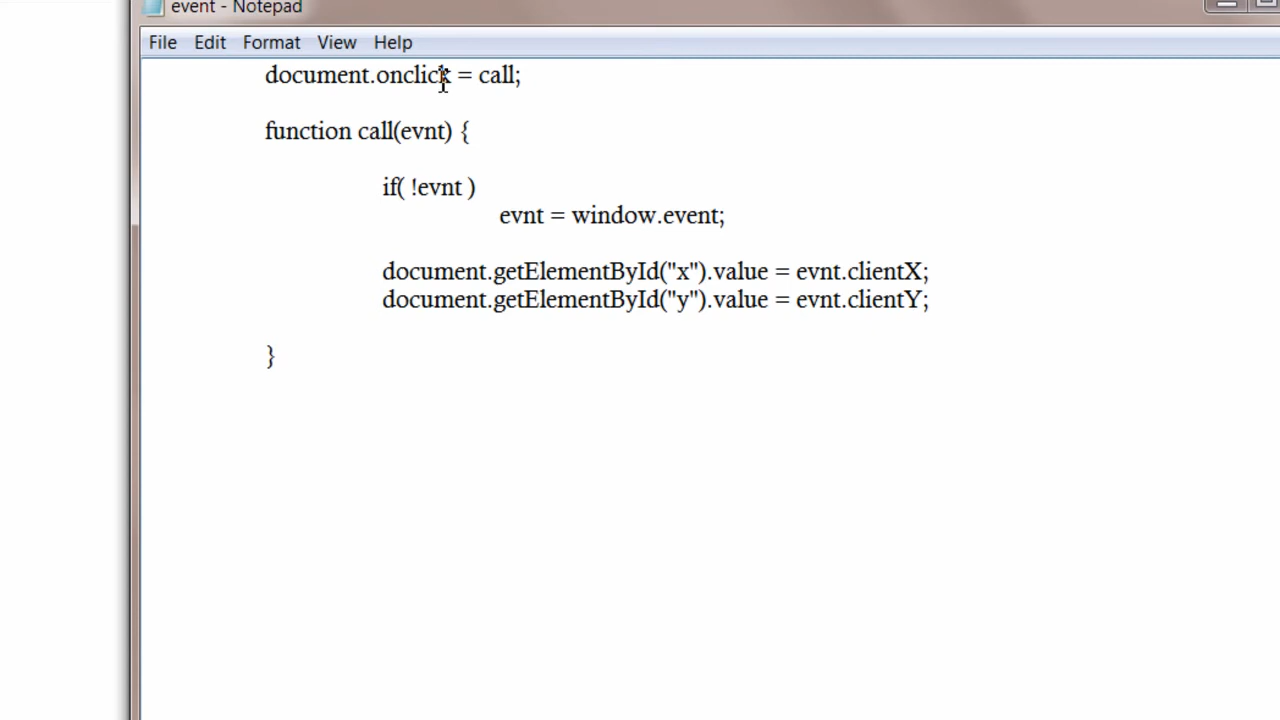 event - Notepad
File Edit Format View Help
document.onclick = call;
function call(evnt) {
if( !evnt )
evnt = window.event;
document.getElementById("x").value = evnt.clientX;
document.getElementById("y").value = evnt.clientY;
}